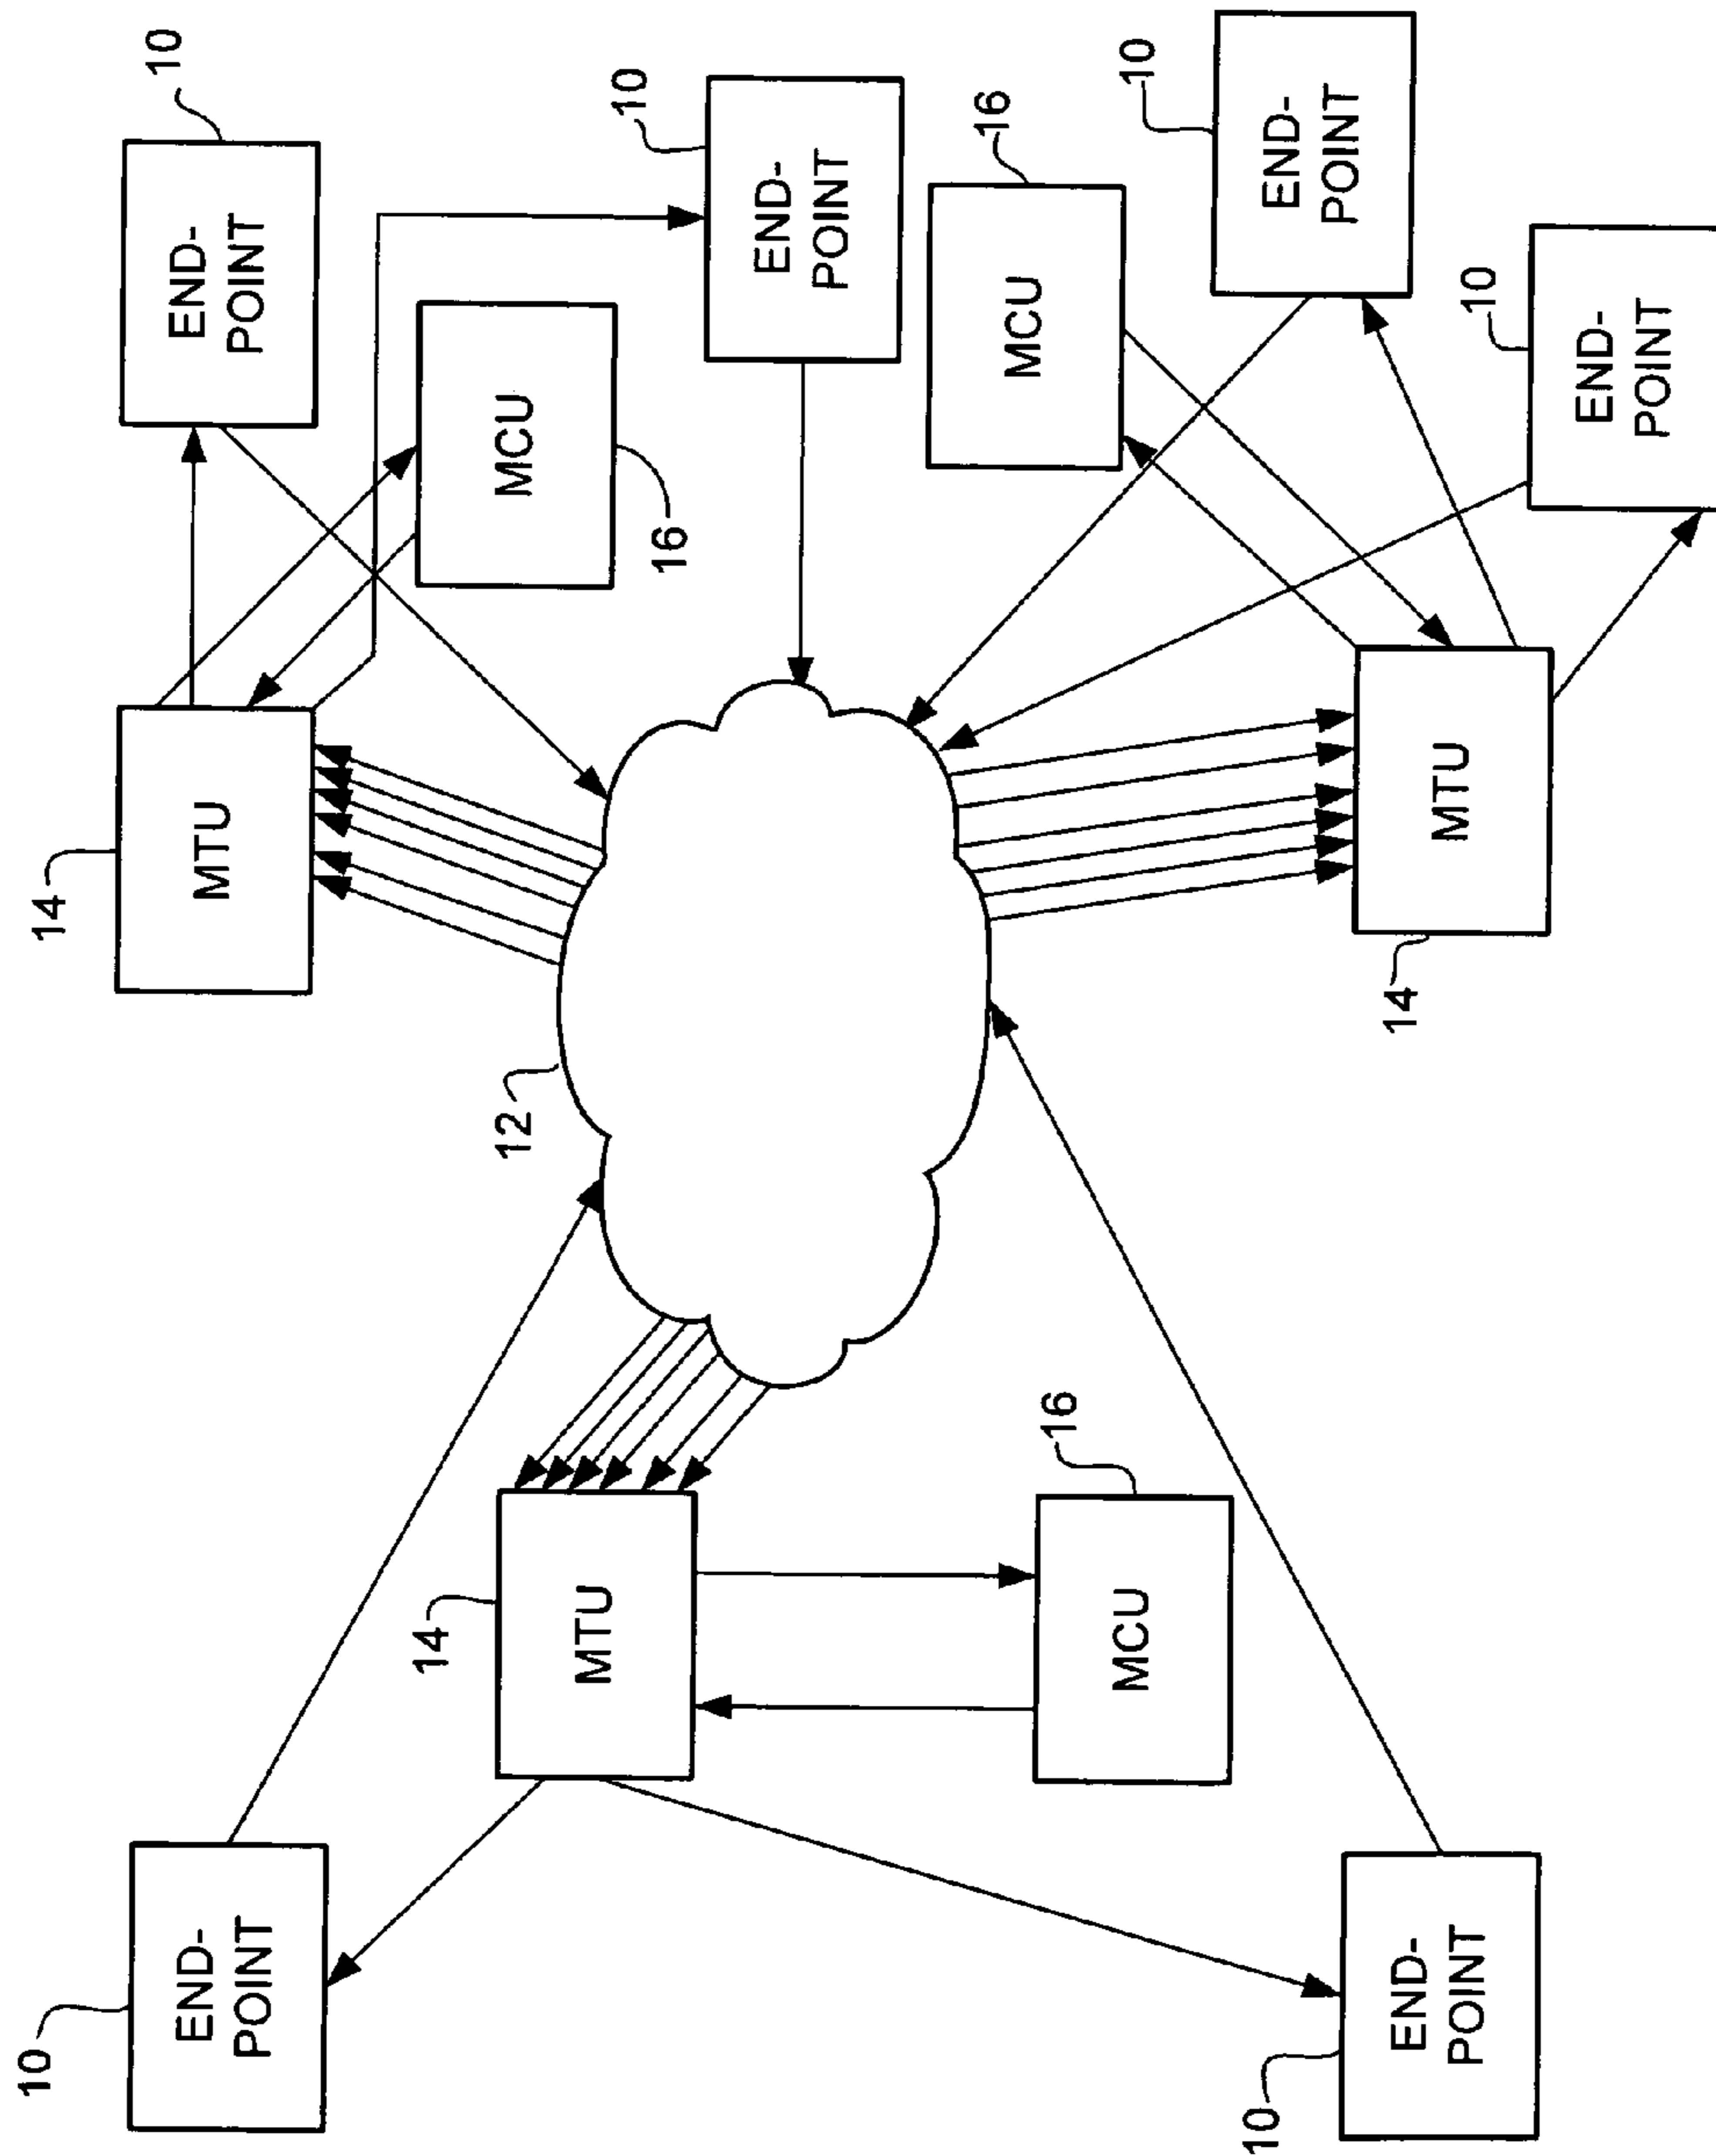 10
14
10
END-
POINT
MTU
END-
POINT
14
12
MCU
MTU
10
16
END-
POINT
16
16
MCU
MCU
10
10
END-
POINT
14
END-
POINT
MTU
10
END-
POINT